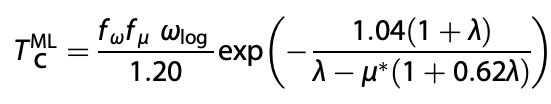 T_C^ML = (f_ω f_μ ω_log / 1.20) exp(− 1.04(1 + λ) / (λ − μ*(1 + 0.62λ)))